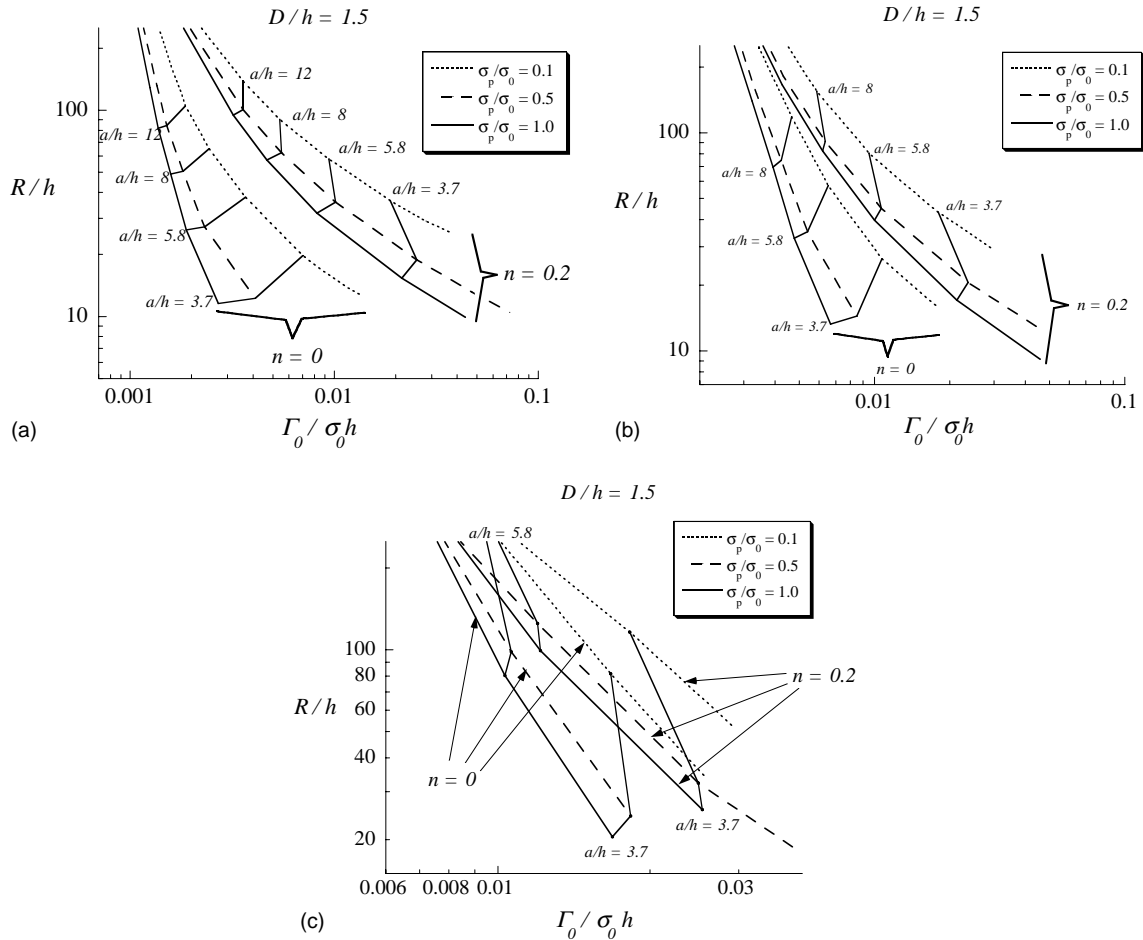 D/h = 1.5
σp/σ0 = 0.1
σp/σ0 = 0.5
σp/σ0 = 1.0
a/h = 12
a/h = 8
a/h = 5.8
a/h = 3.7
a/h = 12
a/h = 8
a/h = 5.8
a/h = 3.7
R/h
100
10
n = 0.2
n = 0
0.001
0.01
0.1
Γ0/σ0h
(a)
D/h = 1.5
σp/σ0 = 0.1
σp/σ0 = 0.5
σp/σ0 = 1.0
a/h = 8
a/h = 5.8
a/h = 3.7
a/h = 8
a/h = 5.8
a/h = 3.7
R/h
100
10
n = 0.2
n = 0
0.01
0.1
Γ0/σ0h
(b)
D/h = 1.5
a/h = 5.8
σp/σ0 = 0.1
σp/σ0 = 0.5
σp/σ0 = 1.0
R/h
100
80
60
40
20
n = 0.2
n = 0
a/h = 3.7
a/h = 3.7
0.006
0.008
0.01
0.03
Γ0/σ0h
(c)